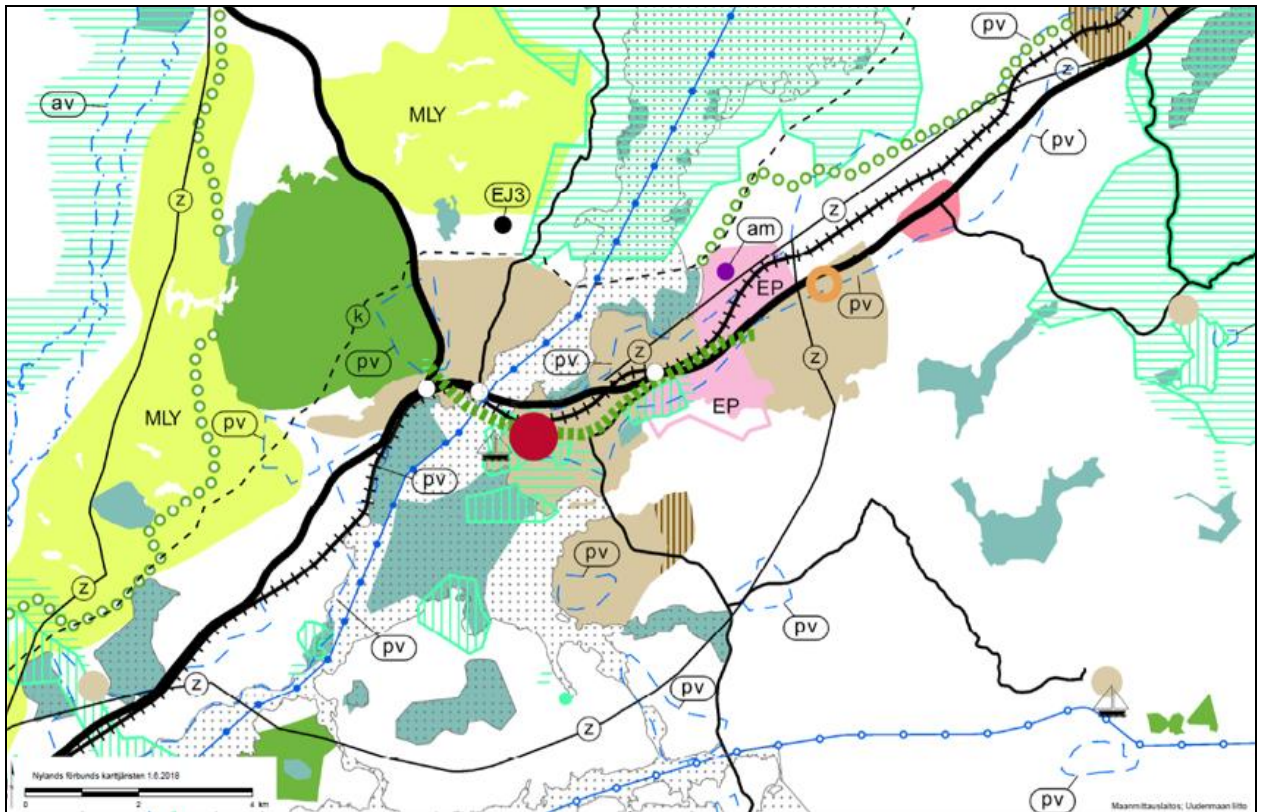 pv
z
av
pv
MLY
z
EJ3
z
am
EP
pv
k
pv
pv
z
z
MLY
pv
EP
pv
pv
z
pv
pv
z
pv
z
Nylands förbunds karttjänsten 1.6.2018
0 2 4 km
pv
Maanmittauslaitos; Uudenmaan liitto